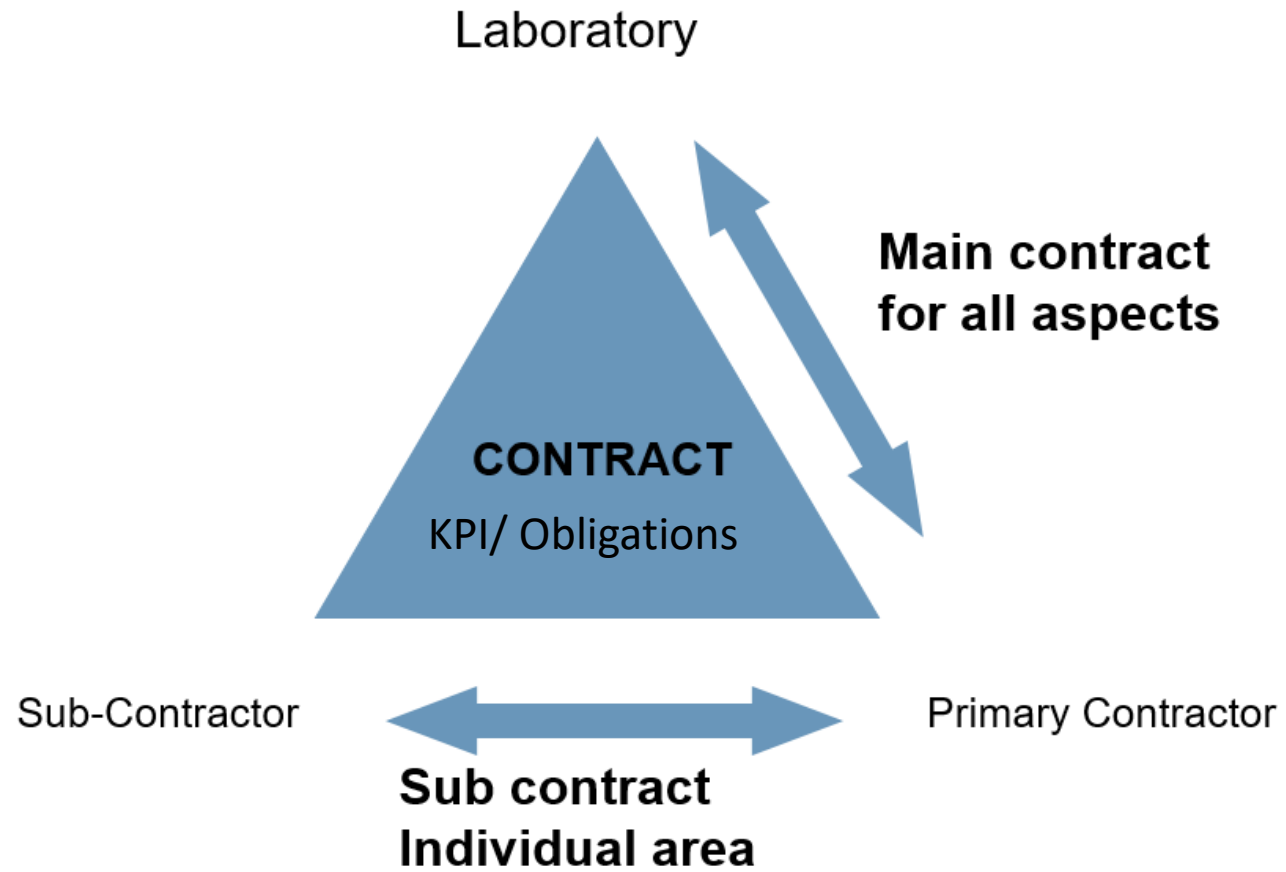 Laboratory
Main contract
for all aspects
CONTRACT
KPI/ Obligations
Sub-Contractor
Primary Contractor
Sub contract
Individual area